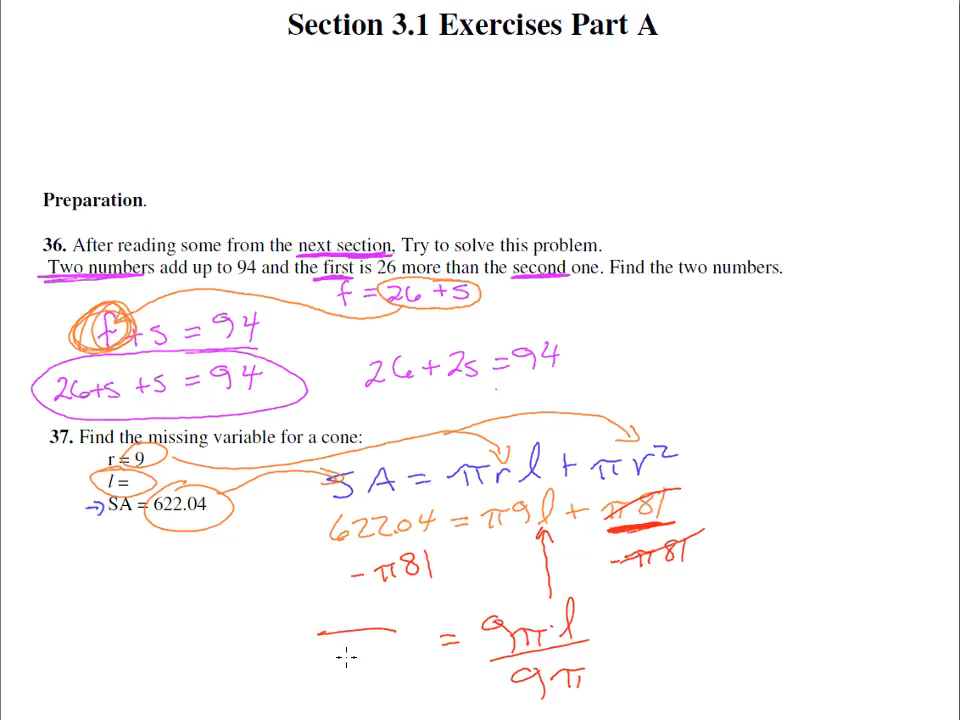 Section 3.1 Exercises Part A
Preparation.
36. After reading some from the next section, Try to solve this problem.
Two numbers add up to 94 and the first is 26 more than the second one. Find the two numbers.
f = 26 + s
f + s = 94
26+s + s = 94
26 + 2s = 94
37. Find the missing variable for a cone:
r = 9
l =
SA = 622.04
SA = πrl + πr²
622.04 = π9l + π81
- π81 - π81
= 9π·l
9π